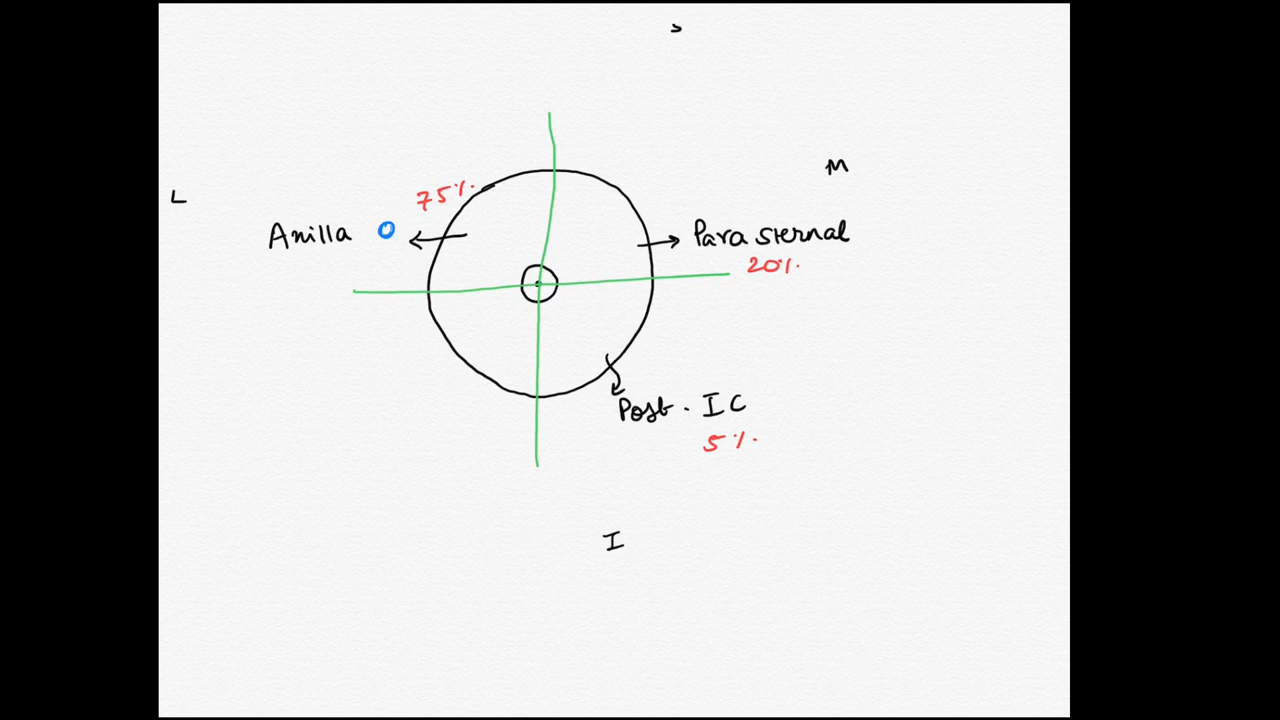 S
M
L
75%.
Axilla
Para sternal
20%.
Post. IC
5%.
I